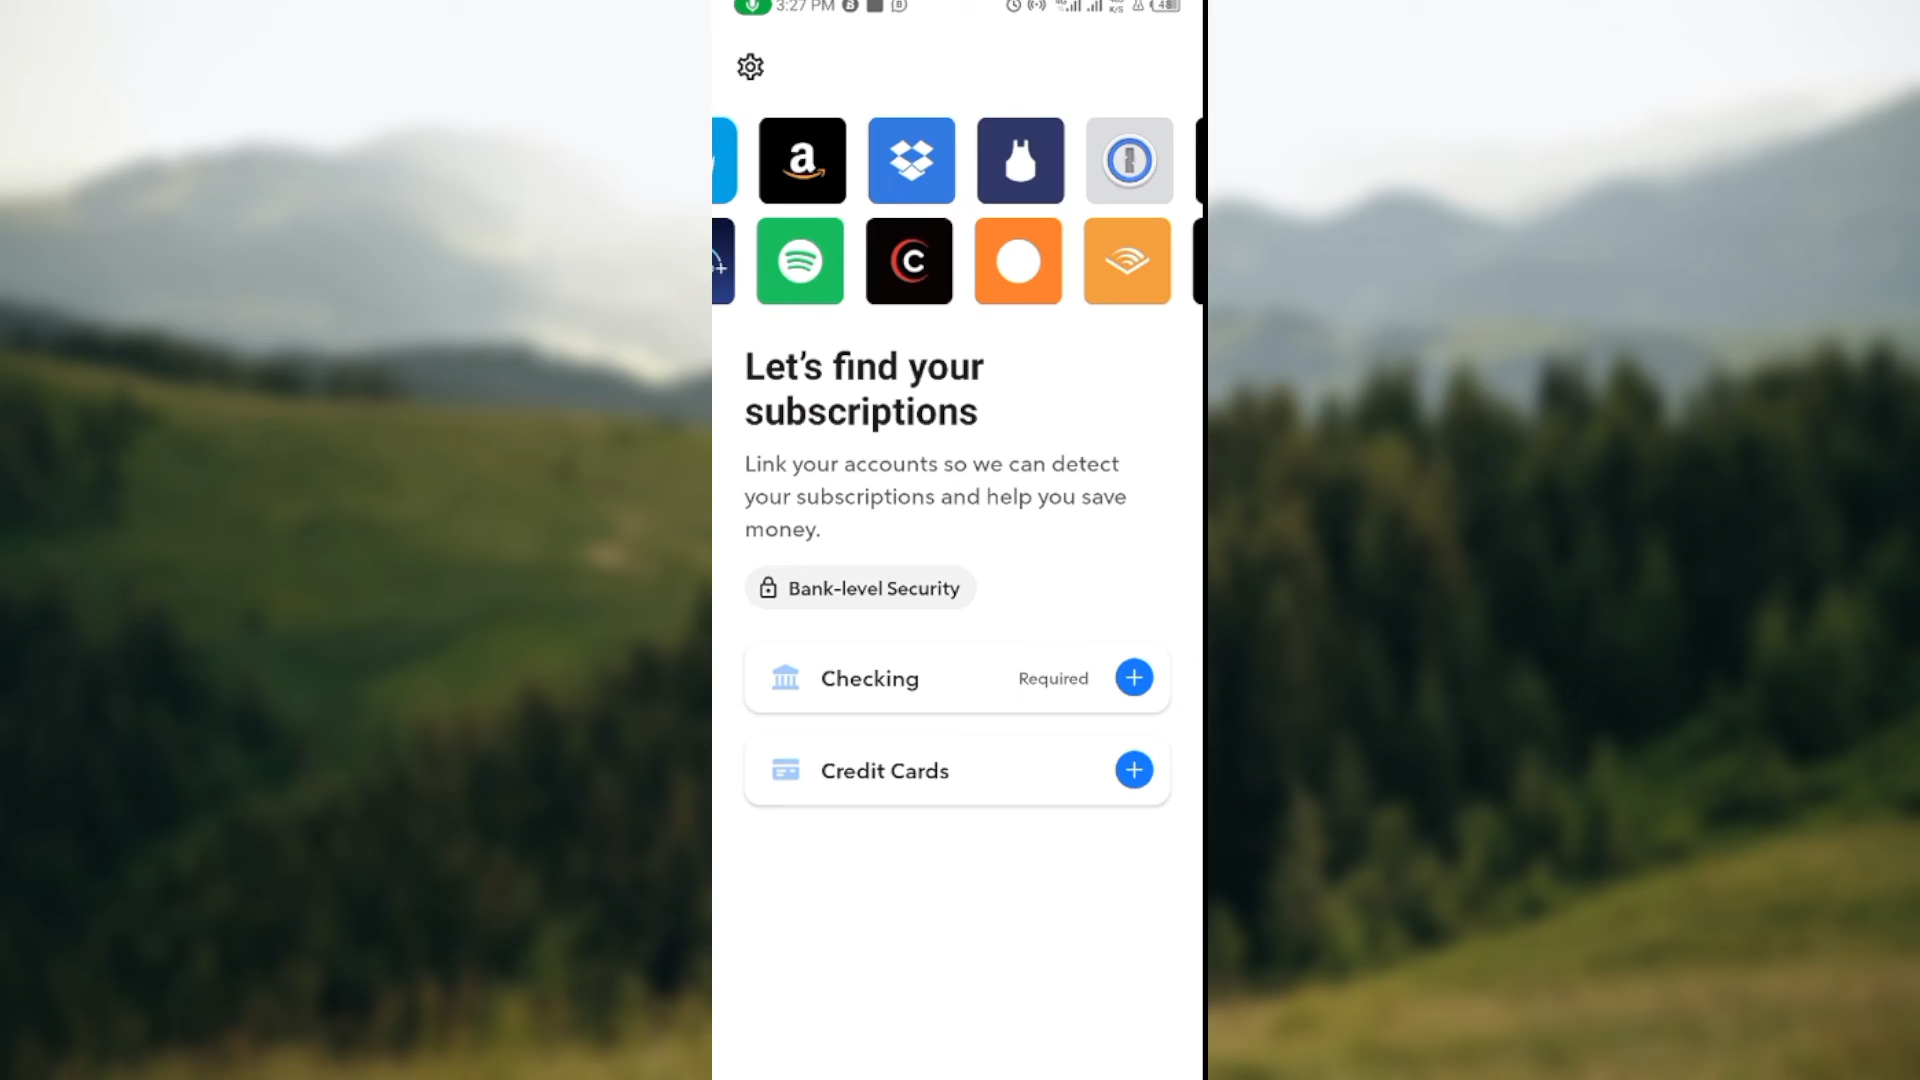 3:27 PM
48
K/S
a
+
C
Let's find your
subscriptions
Link your accounts so we can detect
your subscriptions and help you save
money.
Bank-level Security
Checking Required
Credit Cards